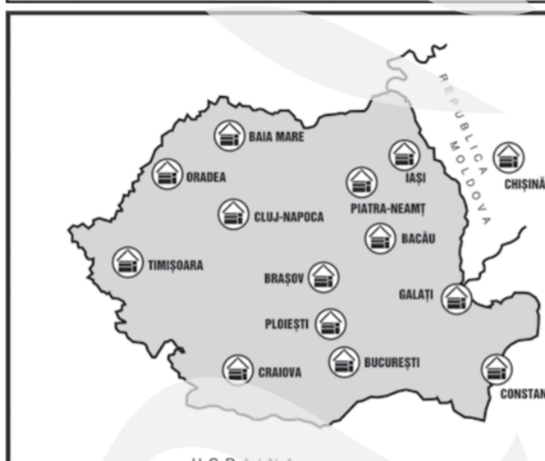 REPUBLICA
MOLDOVA
BAIA MARE
IAȘI
CHIȘINĂ
ORADEA
PIATRA-NEAMȚ
CLUJ-NAPOCA
BACĂU
TIMIȘOARA
BRAȘOV
GALAȚI
PLOIEȘTI
BUCUREȘTI
CRAIOVA
CONSTAN